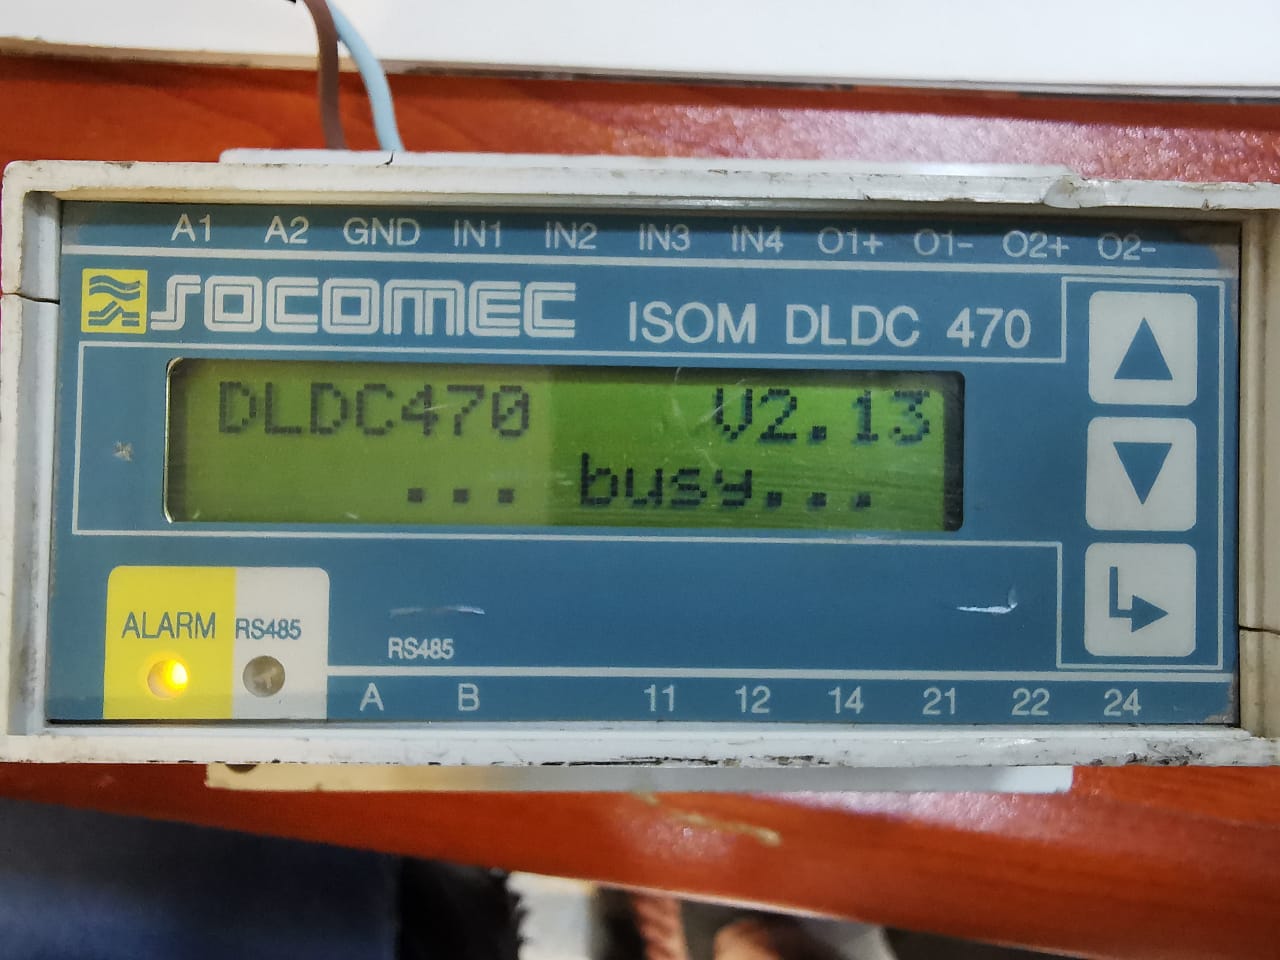 A1 A2 GND IN1 IN2 IN3 IN4 O1+ O1- O2+ O2-
SOCOMEC ISOM DLDC 470
DLDC470 V2.13
... busy...
ALARM RS485
RS485
A B 11 12 14 21 22 24